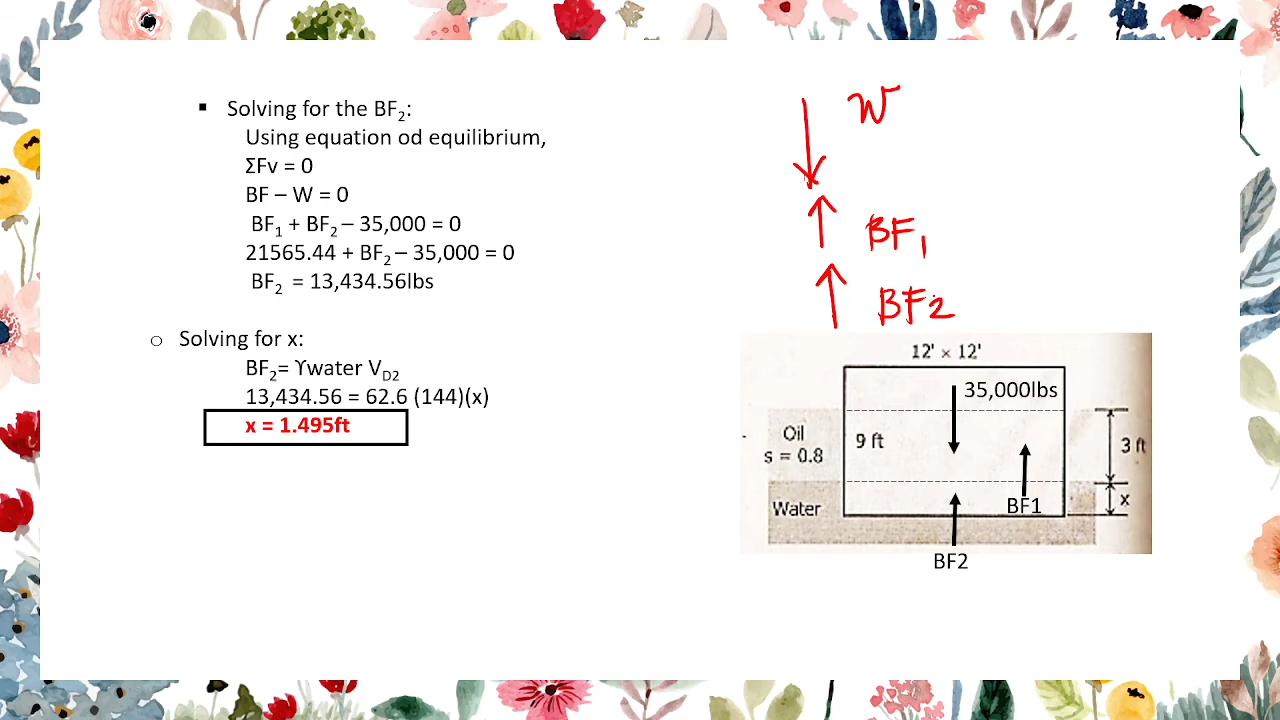 ▪ Solving for the BF₂:
Using equation od equilibrium,
ΣFv = 0
BF – W = 0
BF₁ + BF₂ – 35,000 = 0
21565.44 + BF₂ – 35,000 = 0
BF₂ = 13,434.56lbs
○ Solving for x:
BF₂= ϒwater V_D2
13,434.56 = 62.6 (144)(x)
x = 1.495ft
W
BF₁
BF2
12' × 12'
35,000lbs
Oil
s = 0.8
9 ft
3 ft
Water
BF1
x
BF2